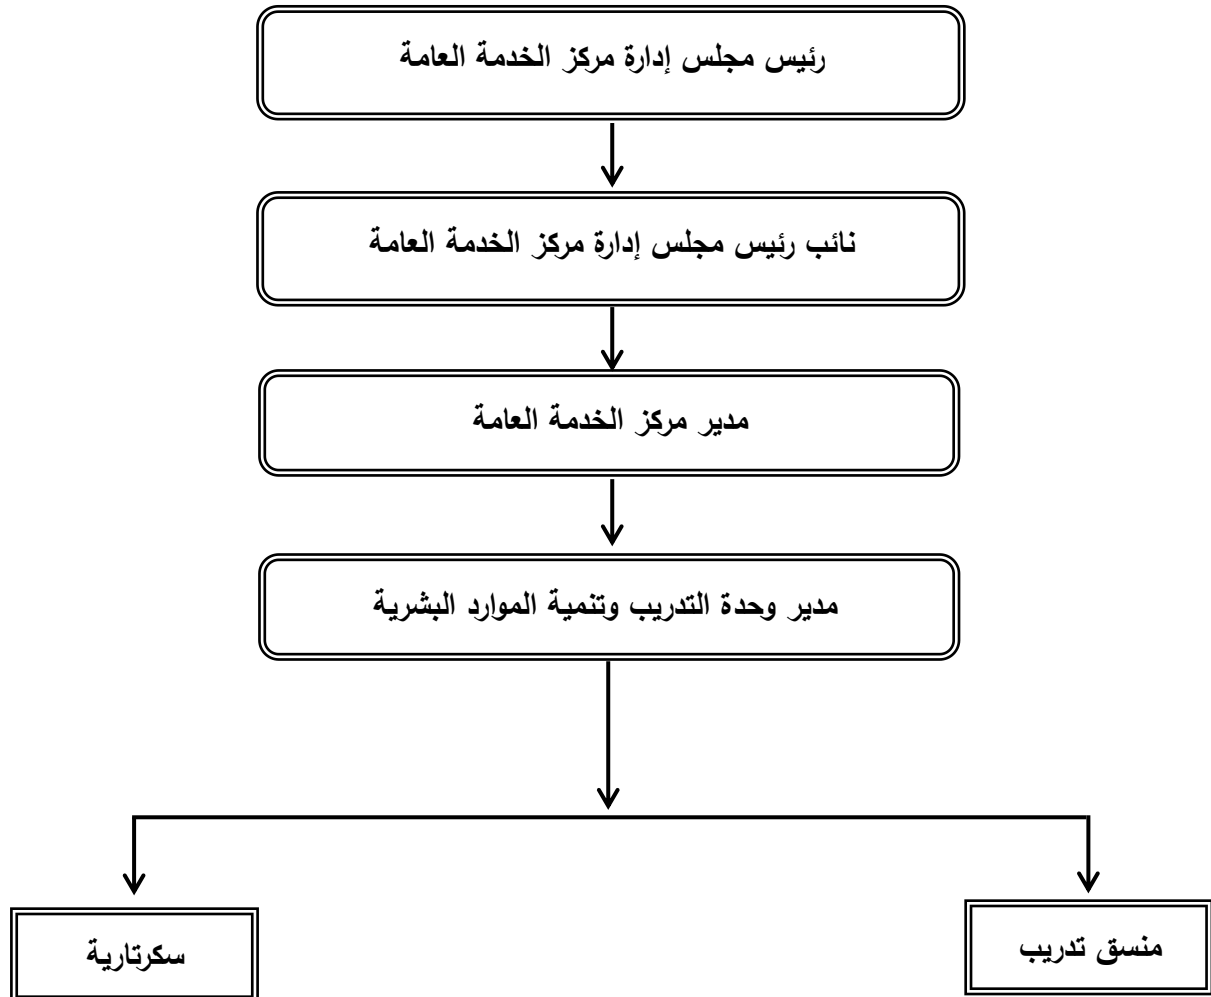 رئيس مجلس إدارة مركز الخدمة العامة
نائب رئيس مجلس إدارة مركز الخدمة العامة
مدير مركز الخدمة العامة
مدير وحدة التدريب وتنمية الموارد البشرية
منسق تدريب
سكرتارية